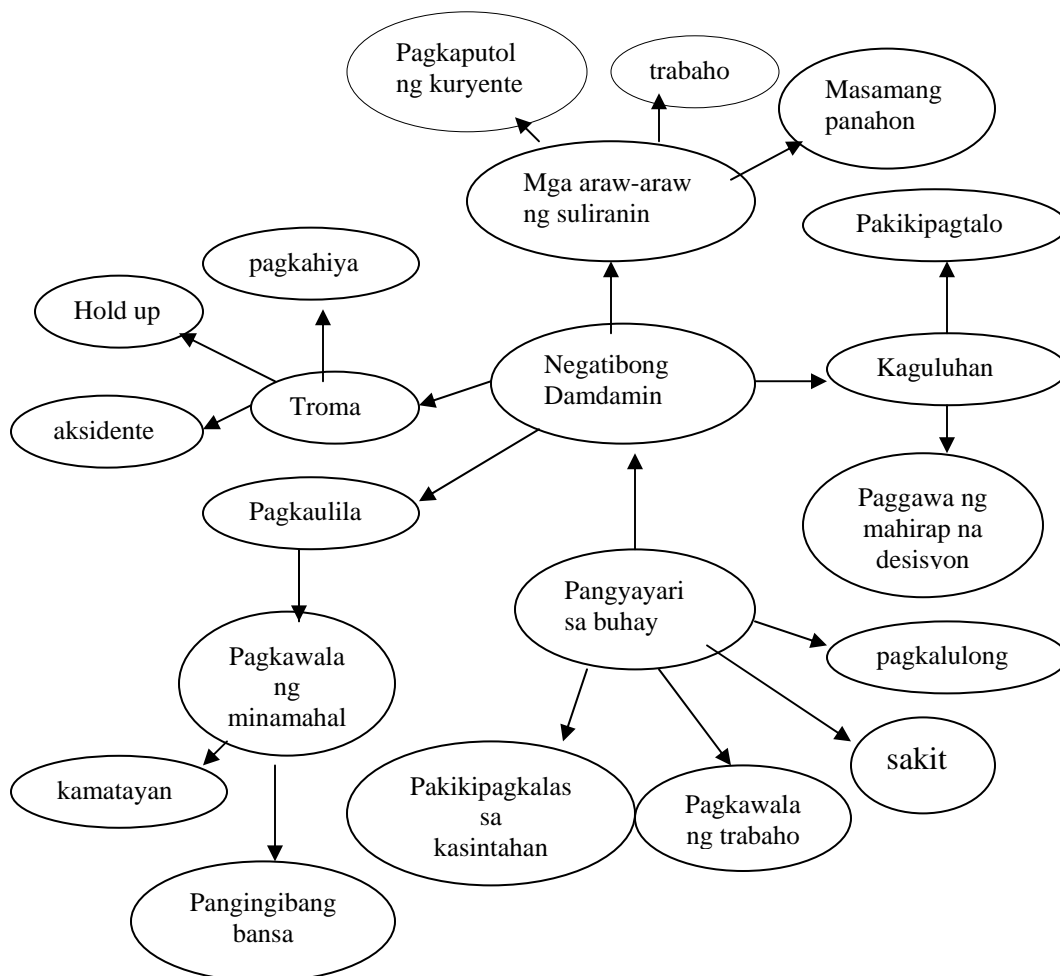 Pagkaputol
ng kuryente
trabaho
Masamang
panahon
Mga araw-araw
ng suliranin
Pakikipagtalo
pagkahiya
Hold up
Negatibong
Damdamin
Kaguluhan
Troma
aksidente
Pagkaulila
Paggawa ng
mahirap na
desisyon
Pangyayari
sa buhay
Pagkawala
ng
minamahal
pagkalulong
kamatayan
sakit
Pakikipagkalas
sa
kasintahan
Pagkawala
ng trabaho
Pangingibang
bansa